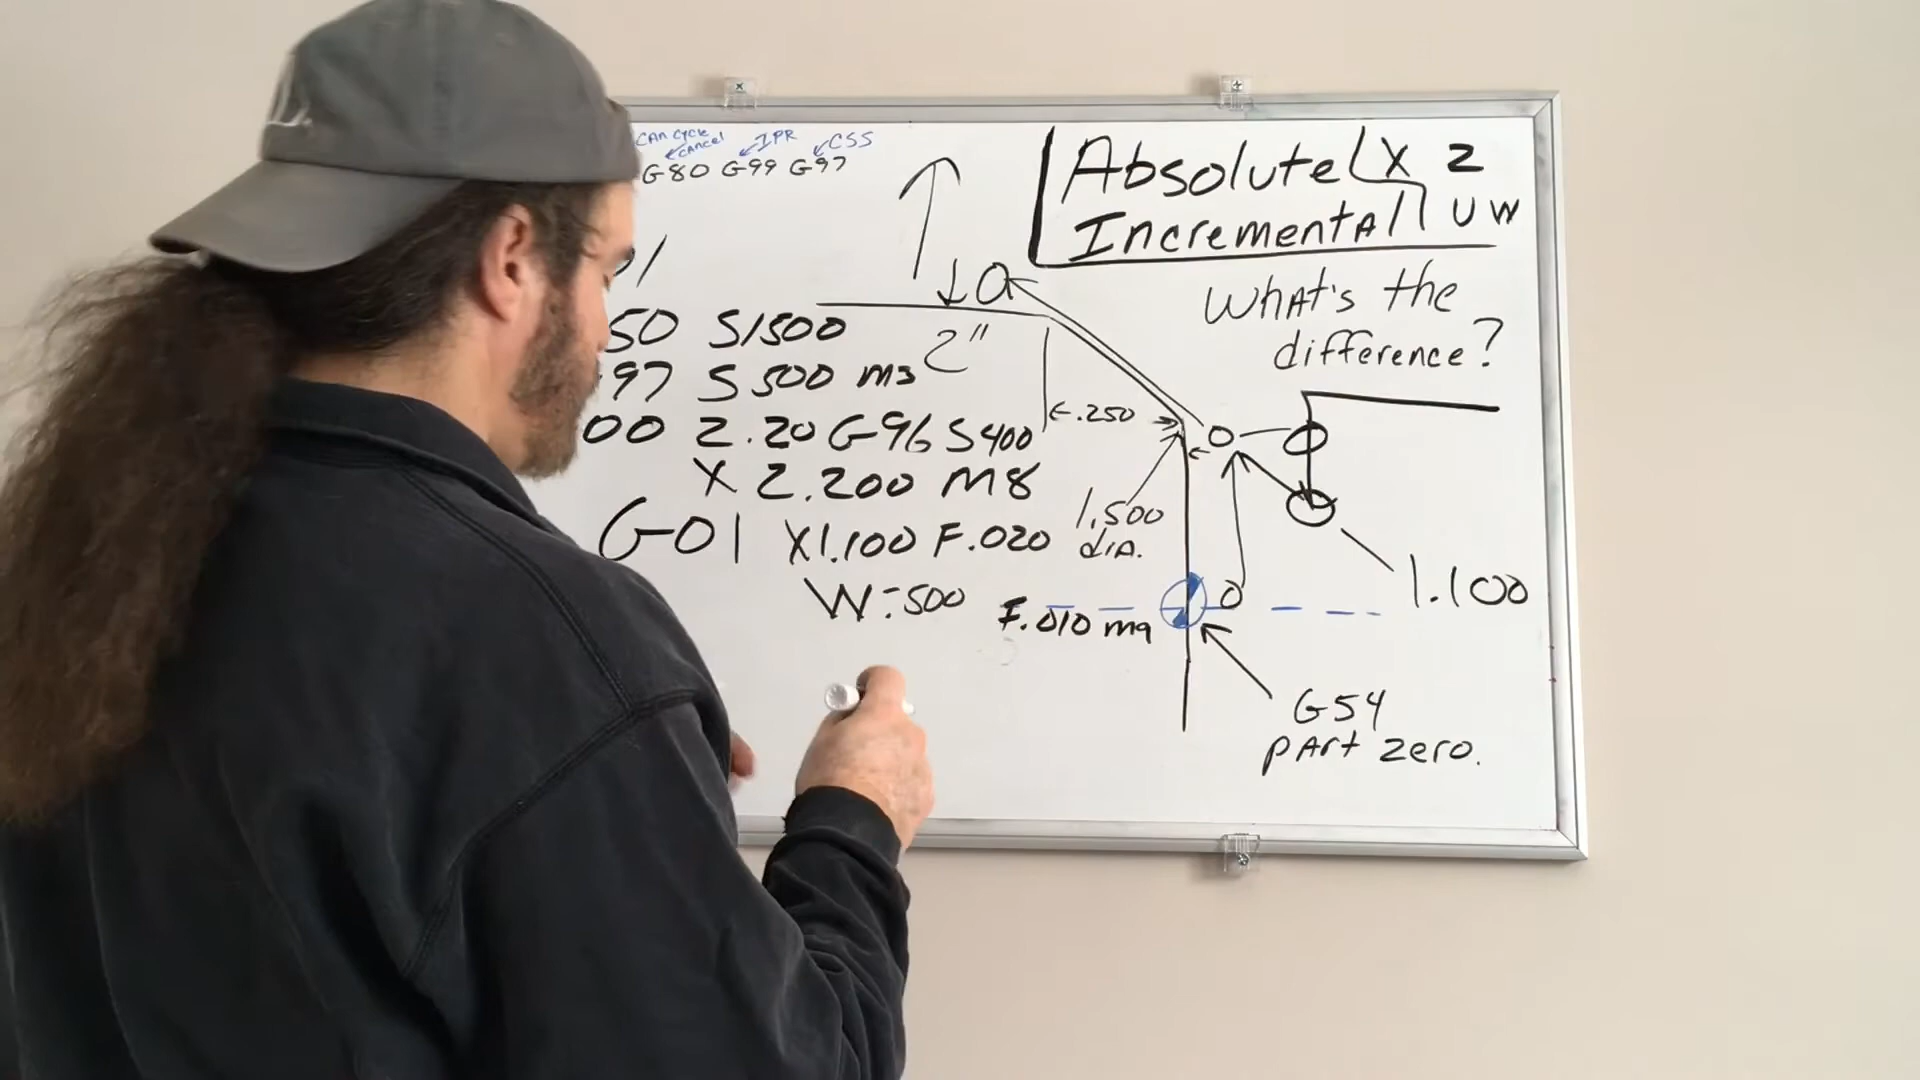 CAN CYCLE
CANCEl
IPR
CSS
G80 G99 G97
Absolute X Z
IncrementAl U W
WhAt's the
difference?
50 S1500
97 S500 m3
00 Z.20 G96 S400
X 2.200 M8
G01 X1.100 F.020
W-.500
F.010 m9
2"
.250
1.500
diA.
1.100
G54
pArt zero.